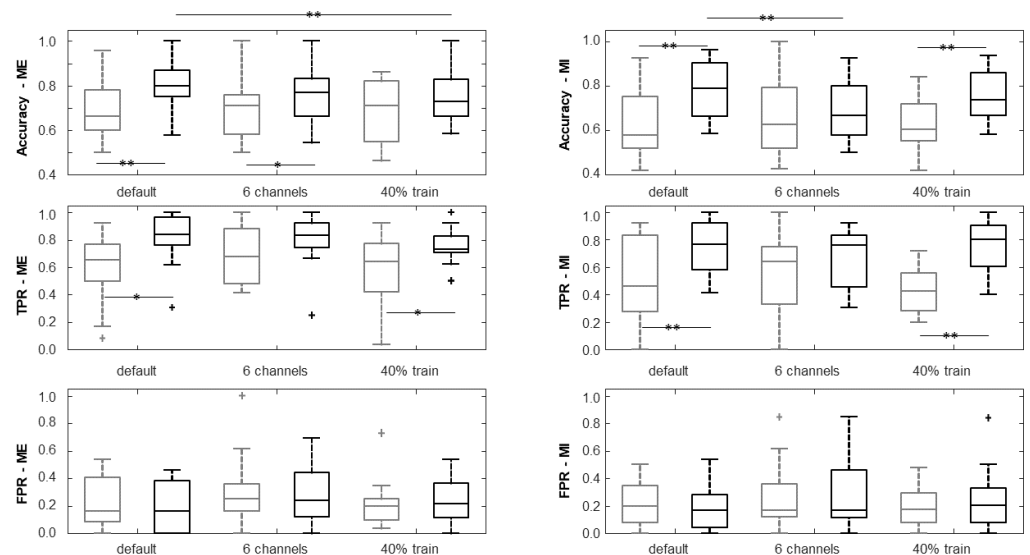 **
Accuracy - ME
1.0
0.8
0.6
0.4
**
*
default
6 channels
40% train
TPR - ME
1.0
0.8
0.6
0.4
0.2
0.0
*
*
default
6 channels
40% train
FPR - ME
1.0
0.8
0.6
0.4
0.2
0.0
default
6 channels
40% train
**
Accuracy - MI
1.0
0.8
0.6
0.4
**
**
default
6 channels
40% train
TPR - MI
1.0
0.8
0.6
0.4
0.2
0.0
**
**
default
6 channels
40% train
FPR - MI
1.0
0.8
0.6
0.4
0.2
0.0
default
6 channels
40% train